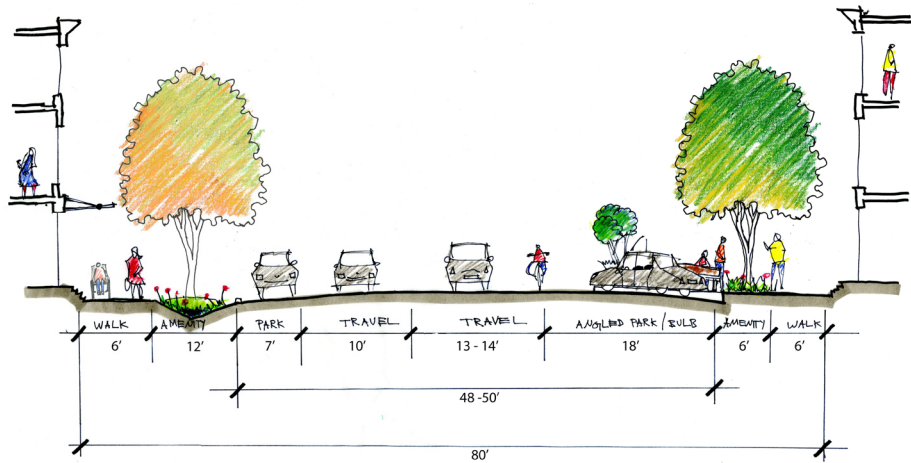 WALK AMENITY PARK TRAVEL TRAVEL ANGLED PARK / BULB AMENITY WALK
6' 12' 7' 10' 13 - 14' 18' 6' 6'
48 -50'
80'